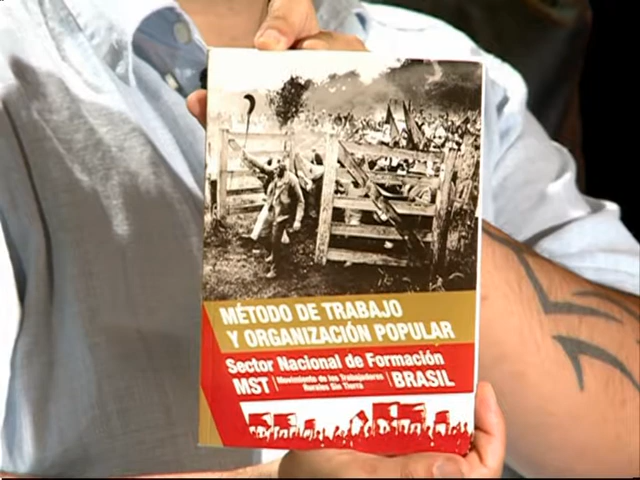 MÉTODO DE TRABAJO
Y ORGANIZACIÓN POPULAR
Sector Nacional de Formación
MST Movimiento de los Trabajadores Rurales Sin Tierra BRASIL